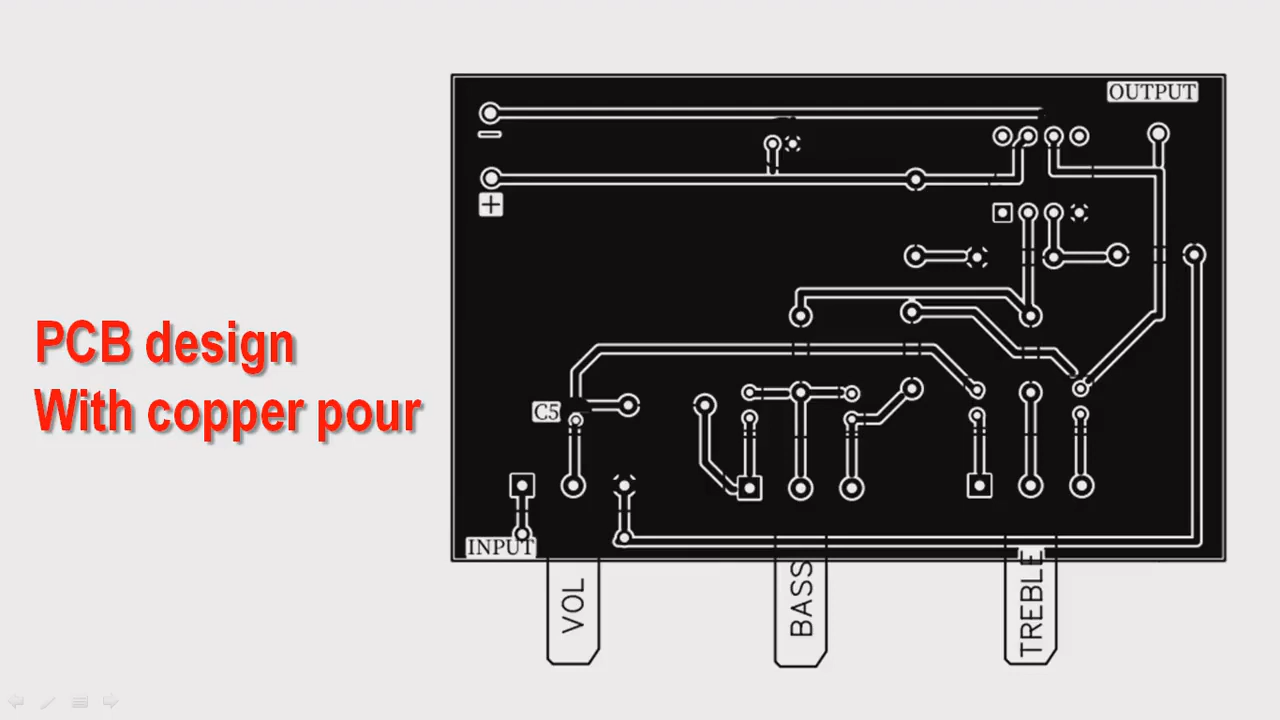 PCB design
With copper pour
OUTPUT
−
+
C5
INPUT
VOL
BASS
TREBLE